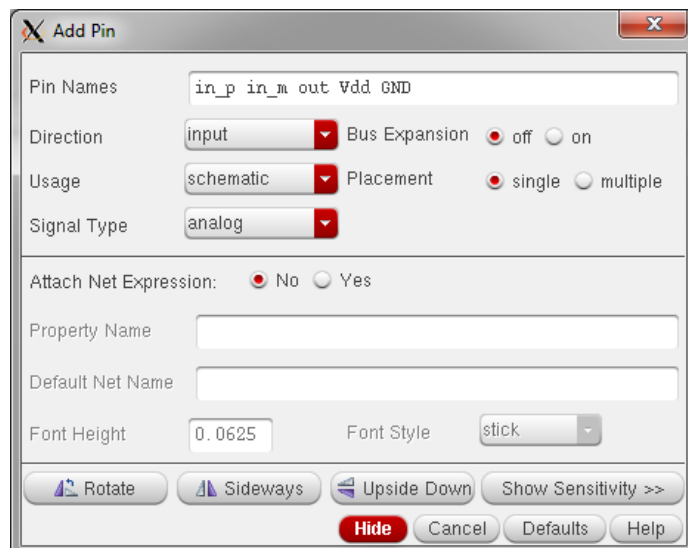 Add Pin
Pin Names in_p in_m out Vdd GND
Direction input Bus Expansion off on
Usage schematic Placement single multiple
Signal Type analog
Attach Net Expression: No Yes
Property Name
Default Net Name
Font Height 0.0625 Font Style stick
Rotate Sideways Upside Down Show Sensitivity >>
Hide Cancel Defaults Help